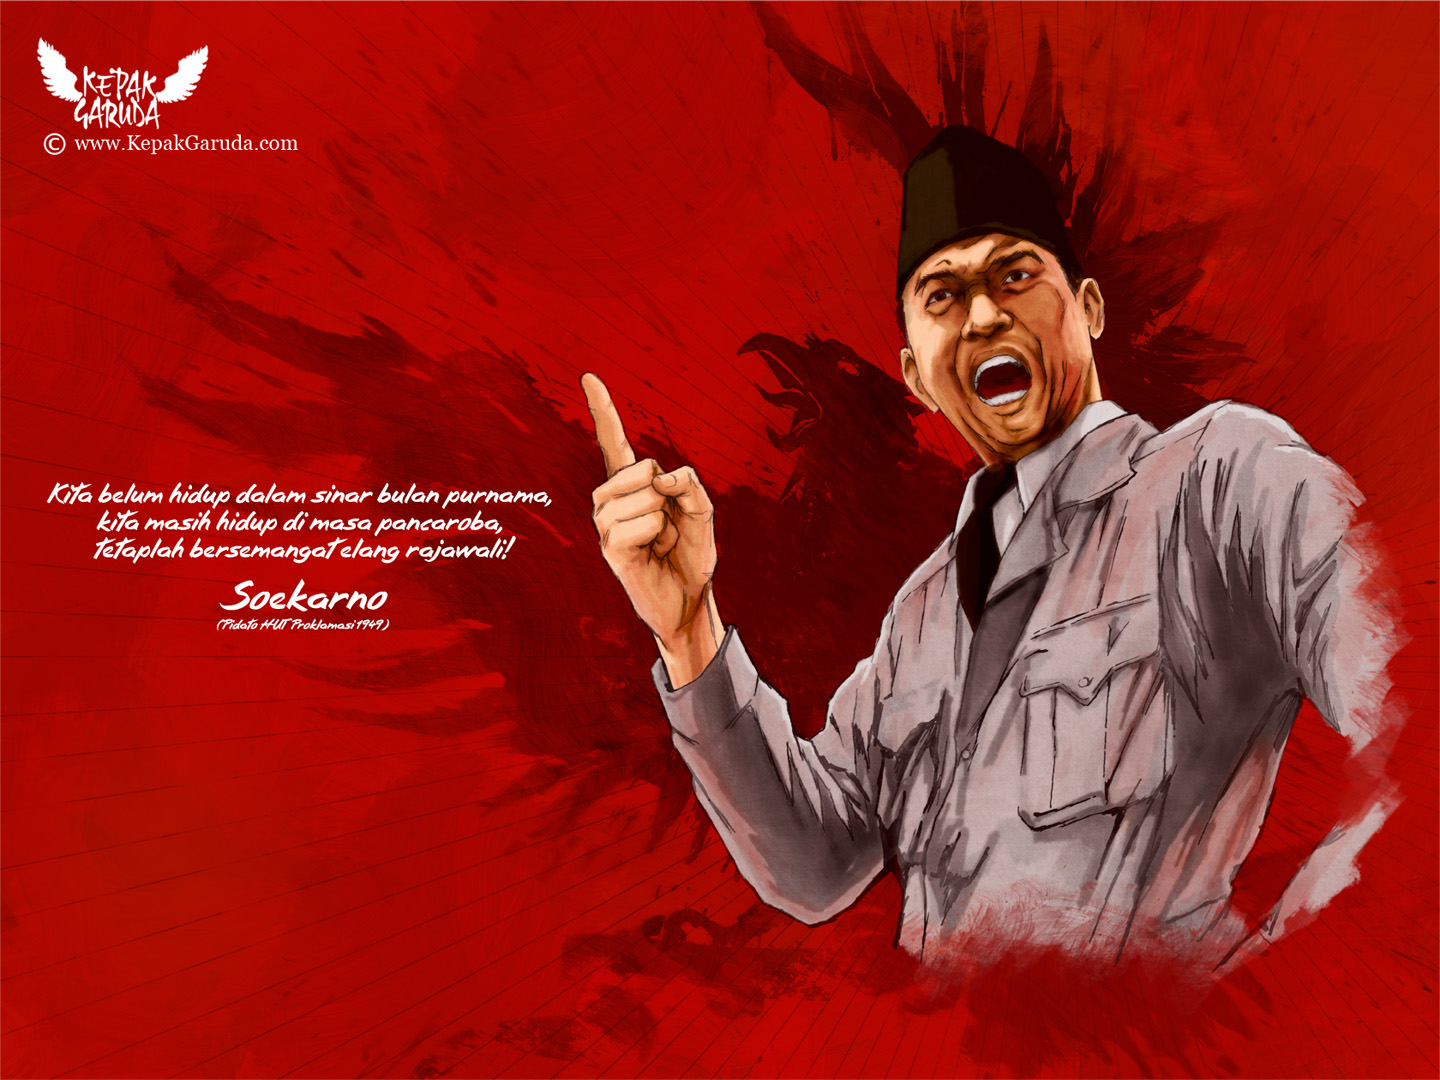 KEPAK
GARUDA
© www.KepakGaruda.com
Kita belum hidup dalam sinar bulan purnama,
kita masih hidup di masa pancaroba,
tetaplah bersemangat elang rajawali!
Soekarno
(Pidato HUT Proklamasi 1949)